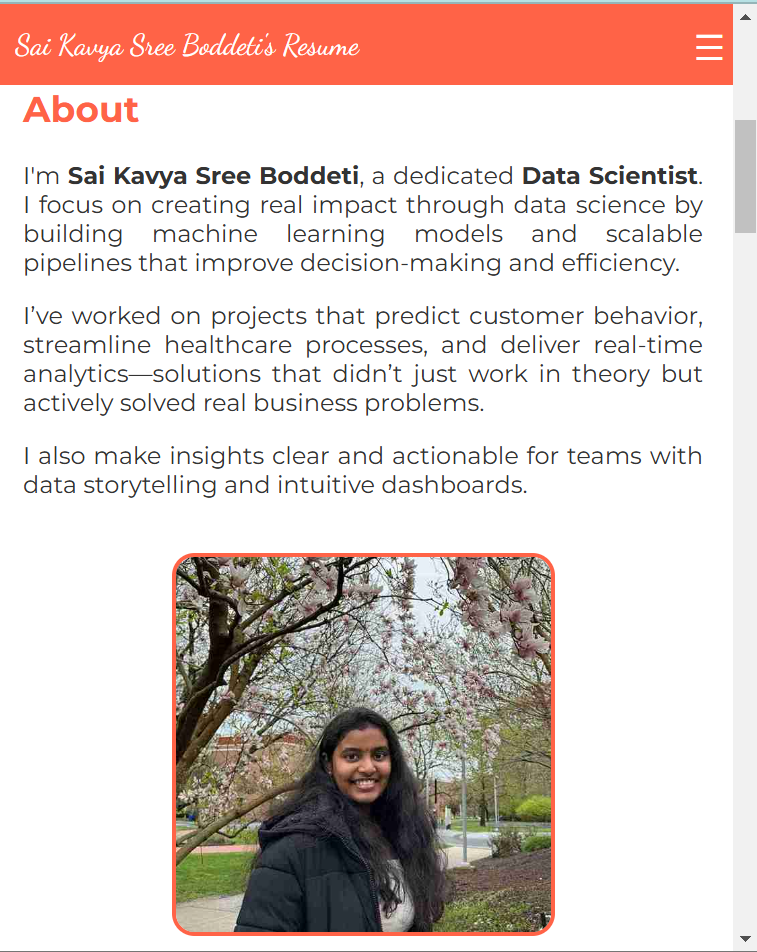 Sai Kavya Sree Boddeti's Resume
About
I'm Sai Kavya Sree Boddeti, a dedicated Data Scientist.
I focus on creating real impact through data science by
building machine learning models and scalable
pipelines that improve decision-making and efficiency.
I’ve worked on projects that predict customer behavior,
streamline healthcare processes, and deliver real-time
analytics—solutions that didn’t just work in theory but
actively solved real business problems.
I also make insights clear and actionable for teams with
data storytelling and intuitive dashboards.